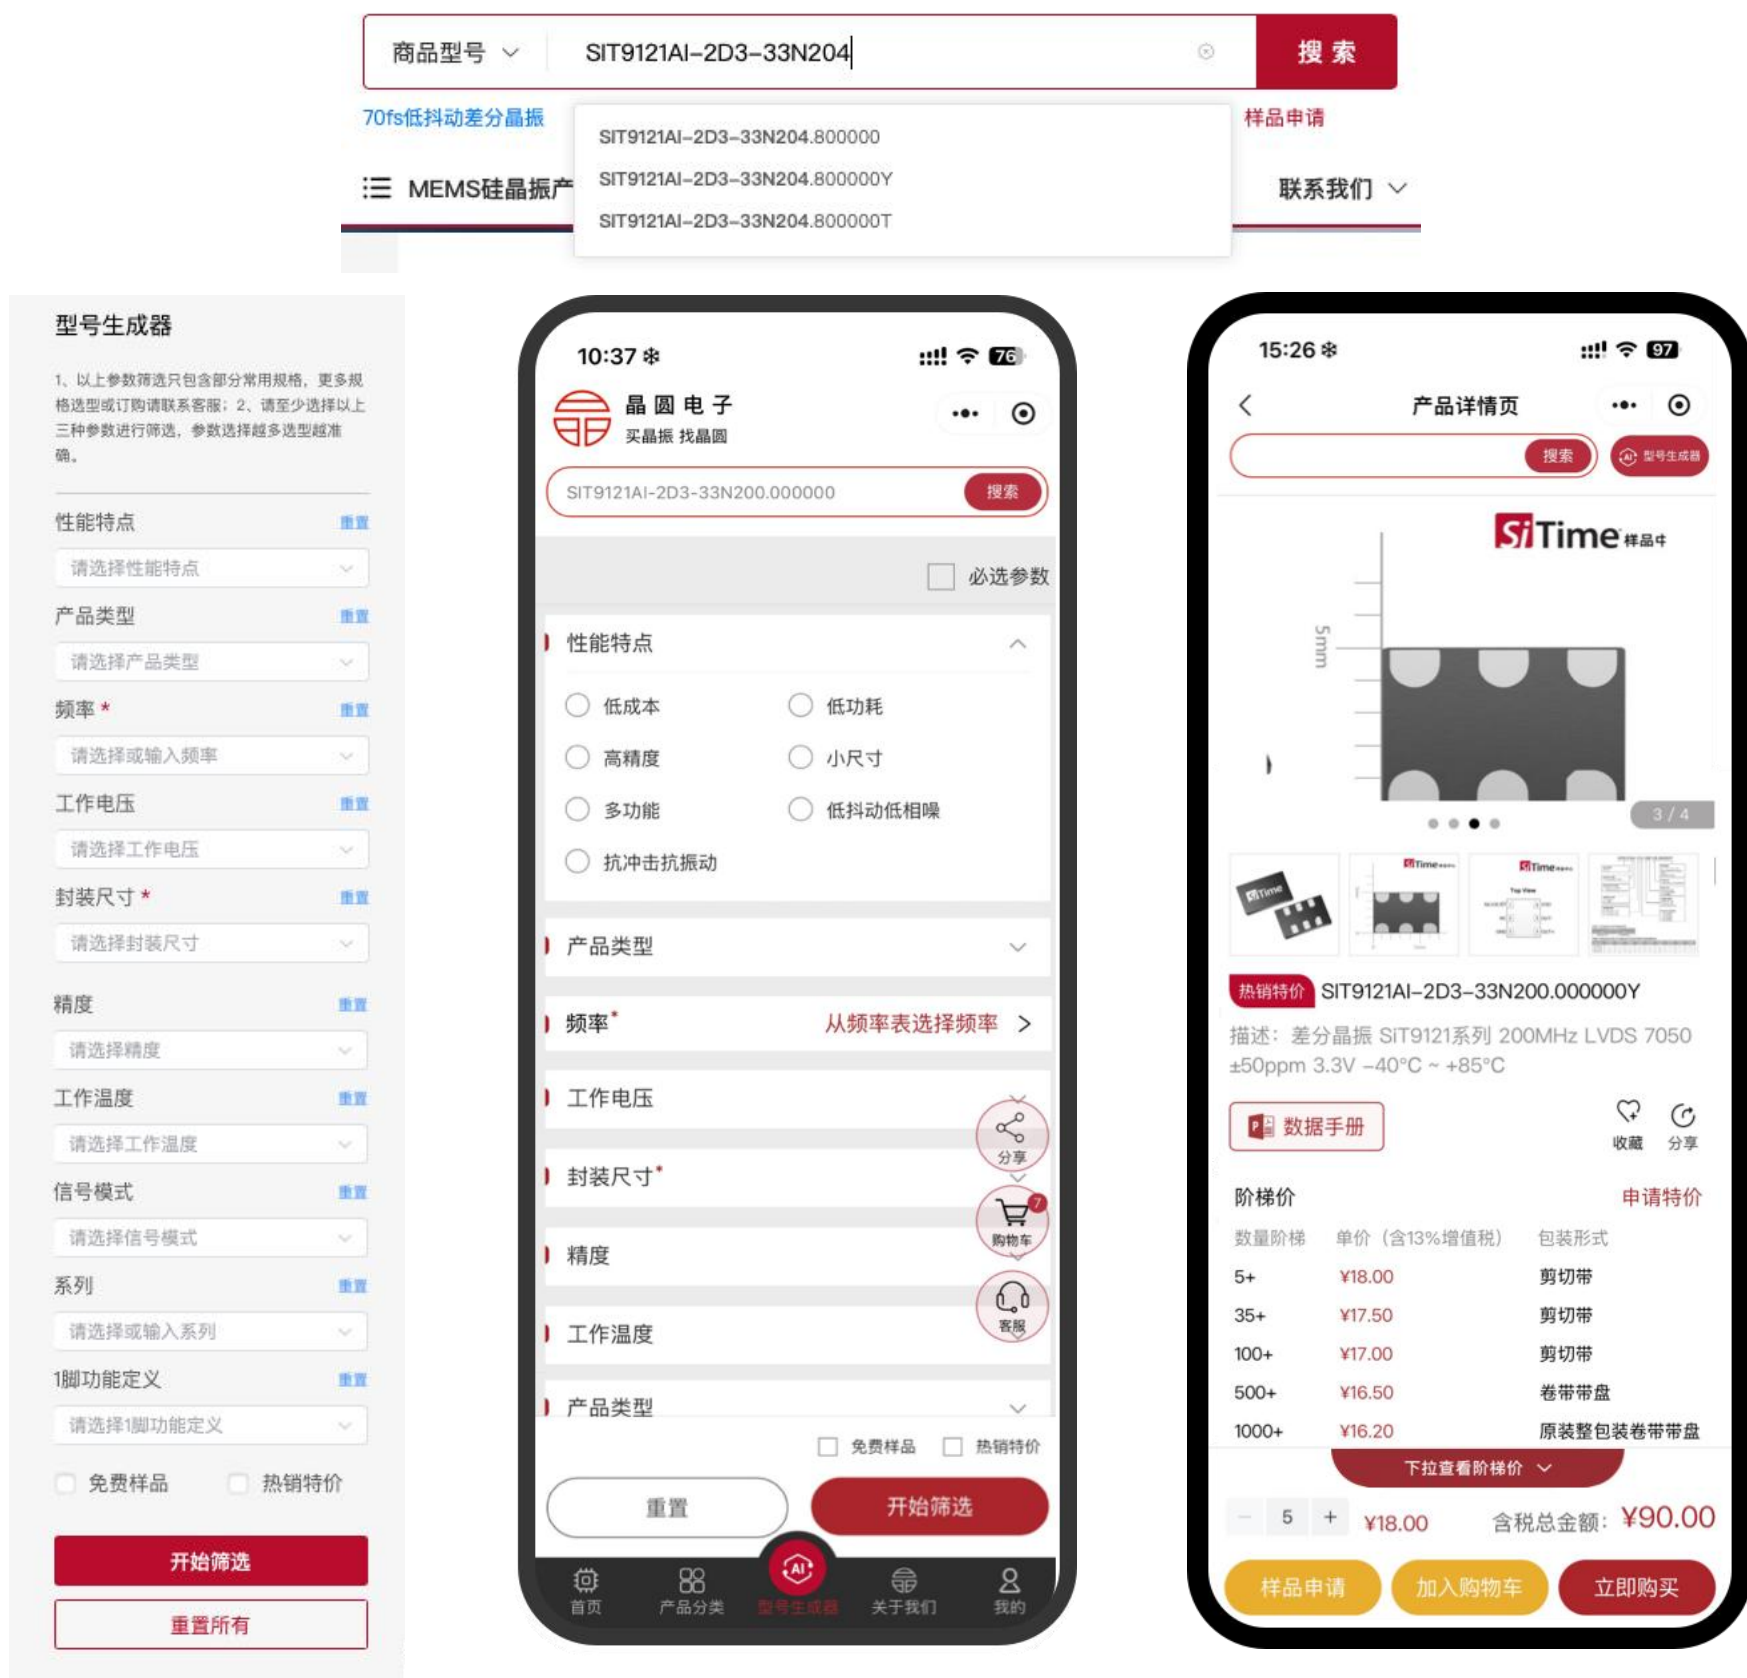 商品型号
SIT9121AI-2D3-33N204
搜 索
70fs低抖动差分晶振
样品申请
SIT9121AI-2D3-33N204.800000
SIT9121AI-2D3-33N204.800000Y
SIT9121AI-2D3-33N204.800000T
MEMS硅晶振产
联系我们
型号生成器
1、以上参数筛选只包含部分常用规格，更多规
格选型或订购请联系客服；2、请至少选择以上
三种参数进行筛选，参数选择越多选型越准
确。
性能特点 重置
请选择性能特点
产品类型 重置
请选择产品类型
频率 * 重置
请选择或输入频率
工作电压 重置
请选择工作电压
封装尺寸 * 重置
请选择封装尺寸
精度 重置
请选择精度
工作温度 重置
请选择工作温度
信号模式 重置
请选择信号模式
系列 重置
请选择或输入系列
1脚功能定义 重置
请选择1脚功能定义
免费样品 热销特价
开始筛选
重置所有
10:37 76
晶 圆 电 子
买晶振 找晶圆
SIT9121AI-2D3-33N200.000000 搜索
必选参数
性能特点
低成本 低功耗
高精度 小尺寸
多功能 低抖动低相噪
抗冲击抗振动
产品类型
频率* 从频率表选择频率 >
工作电压
分享
封装尺寸*
7
购物车
精度
客服
工作温度
产品类型
免费样品 热销特价
重置 开始筛选
AI
首页 产品分类 型号生成器 关于我们 我的
15:26 97
产品详情页
搜索 AI 型号生成器
SiTime 样品中
5mm
3 / 4
SiTime SiTime SiTime
Top View
热销特价 SIT9121AI-2D3-33N200.000000Y
描述：差分晶振 SiT9121系列 200MHz LVDS 7050
±50ppm 3.3V -40°C ~ +85°C
数据手册 收藏 分享
阶梯价 申请特价
数量阶梯 单价（含13%增值税） 包装形式
5+ ¥18.00 剪切带
35+ ¥17.50 剪切带
100+ ¥17.00 剪切带
500+ ¥16.50 卷带带盘
1000+ ¥16.20 原装整包装卷带带盘
下拉查看阶梯价
- 5 + ¥18.00 含税总金额：¥90.00
样品申请 加入购物车 立即购买